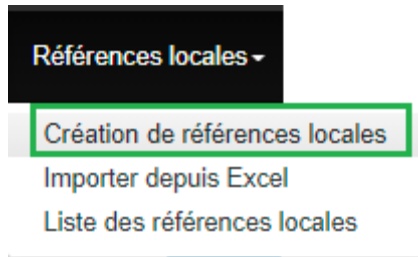 Références locales
Création de références locales
Importer depuis Excel
Liste des références locales